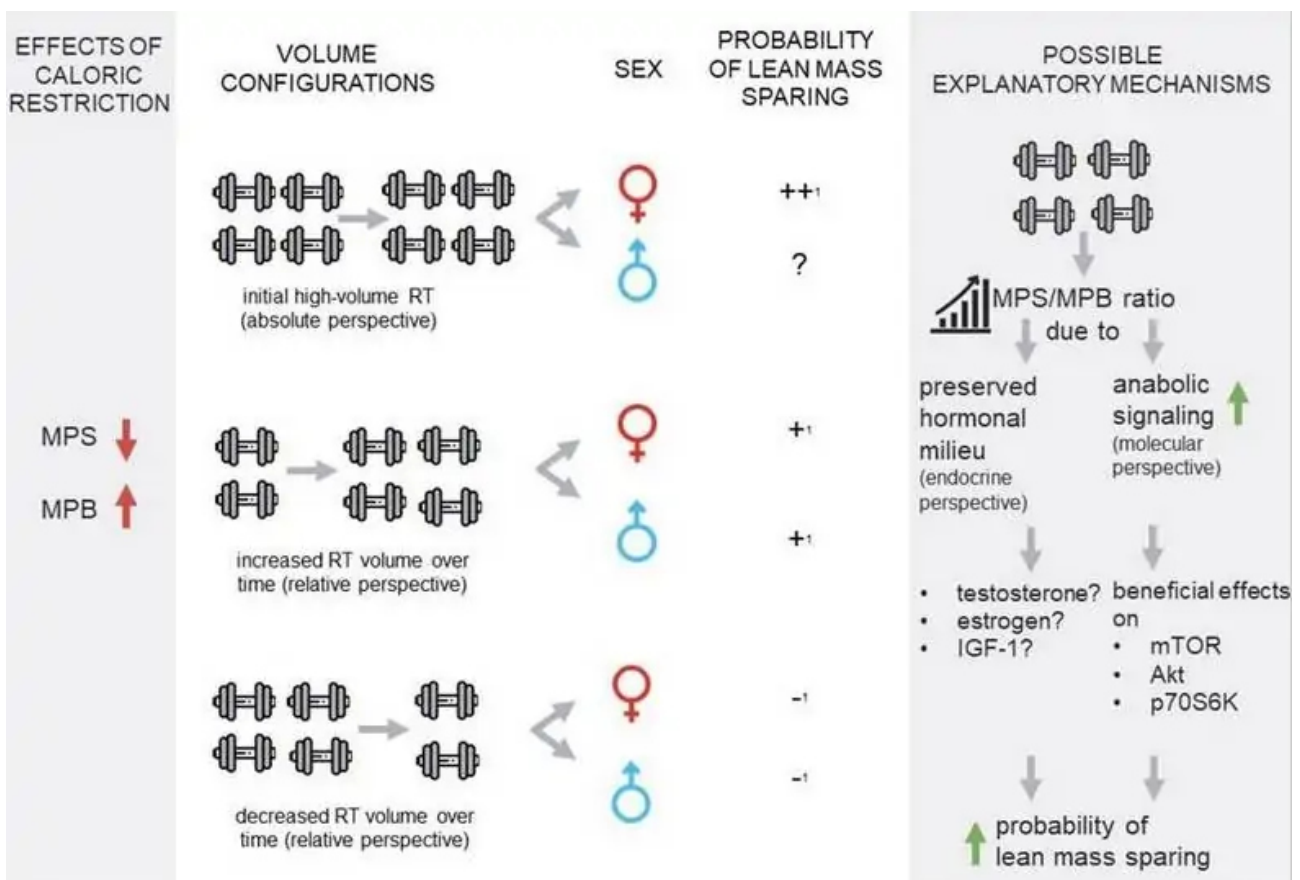 EFFECTS OF
CALORIC
RESTRICTION
MPS
MPB
VOLUME
CONFIGURATIONS
initial high-volume RT
(absolute perspective)
increased RT volume over
time (relative perspective)
decreased RT volume over
time (relative perspective)
SEX
PROBABILITY
OF LEAN MASS
SPARING
++¹
?
+¹
+¹
-¹
-¹
POSSIBLE
EXPLANATORY MECHANISMS
MPS/MPB ratio
due to
preserved
hormonal
milieu
(endocrine
perspective)
anabolic
signaling
(molecular
perspective)
• testosterone?
• estrogen?
• IGF-1?
beneficial effects
on
• mTOR
• Akt
• p70S6K
probability of
lean mass sparing